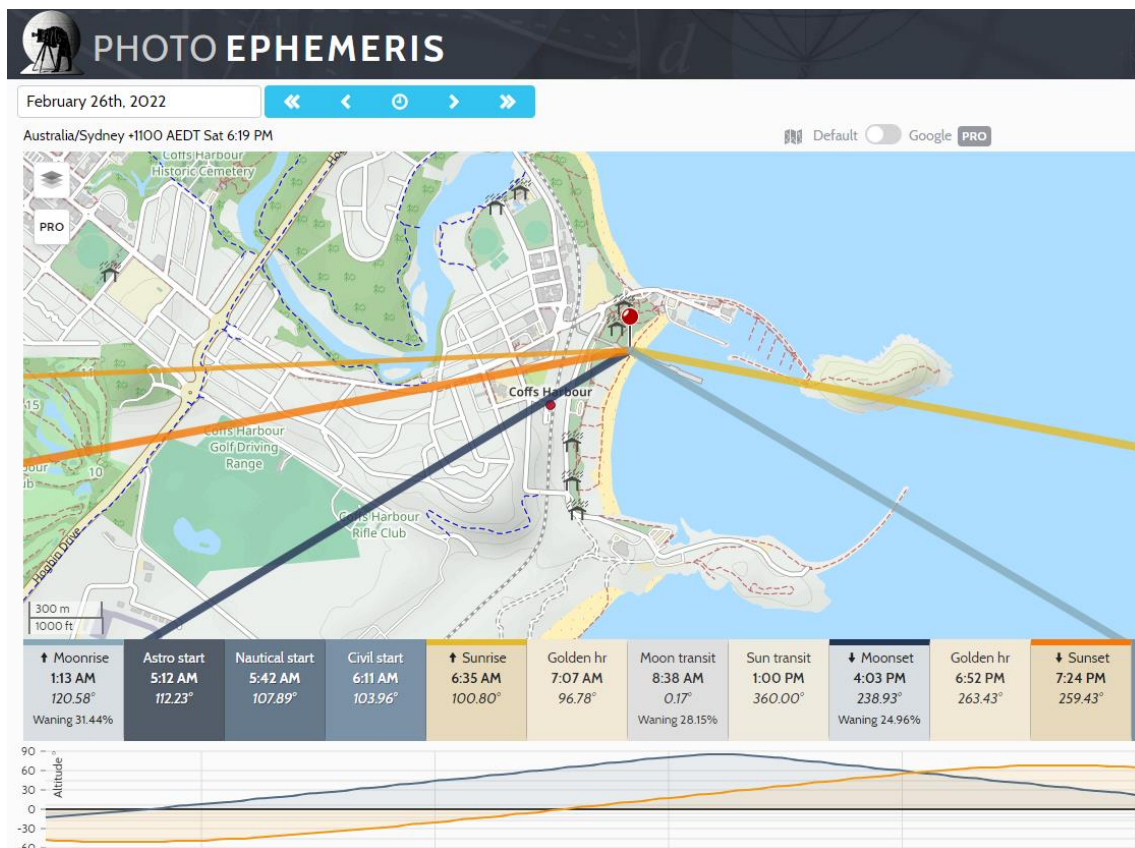 PHOTO EPHEMERIS
February 26th, 2022
Australia/Sydney +1100 AEDT Sat 6:19 PM
Default
Google PRO
PRO
Coffs Harbour
Historic Cemetery
Coffs Harbour
Coffs Harbour
Golf Driving
Range
Coffs Harbour
Rifle Club
Hogbin Drive
15
10
300 m
1000 ft
↑ Moonrise
1:13 AM
120.58°
Waning 31.44%
Astro start
5:12 AM
112.23°
Nautical start
5:42 AM
107.89°
Civil start
6:11 AM
103.96°
↑ Sunrise
6:35 AM
100.80°
Golden hr
7:07 AM
96.78°
Moon transit
8:38 AM
0.17°
Waning 28.15%
Sun transit
1:00 PM
360.00°
↓ Moonset
4:03 PM
238.93°
Waning 24.96%
Golden hr
6:52 PM
263.43°
↓ Sunset
7:24 PM
259.43°
Altitude °
90
60
30
0
-30
-60